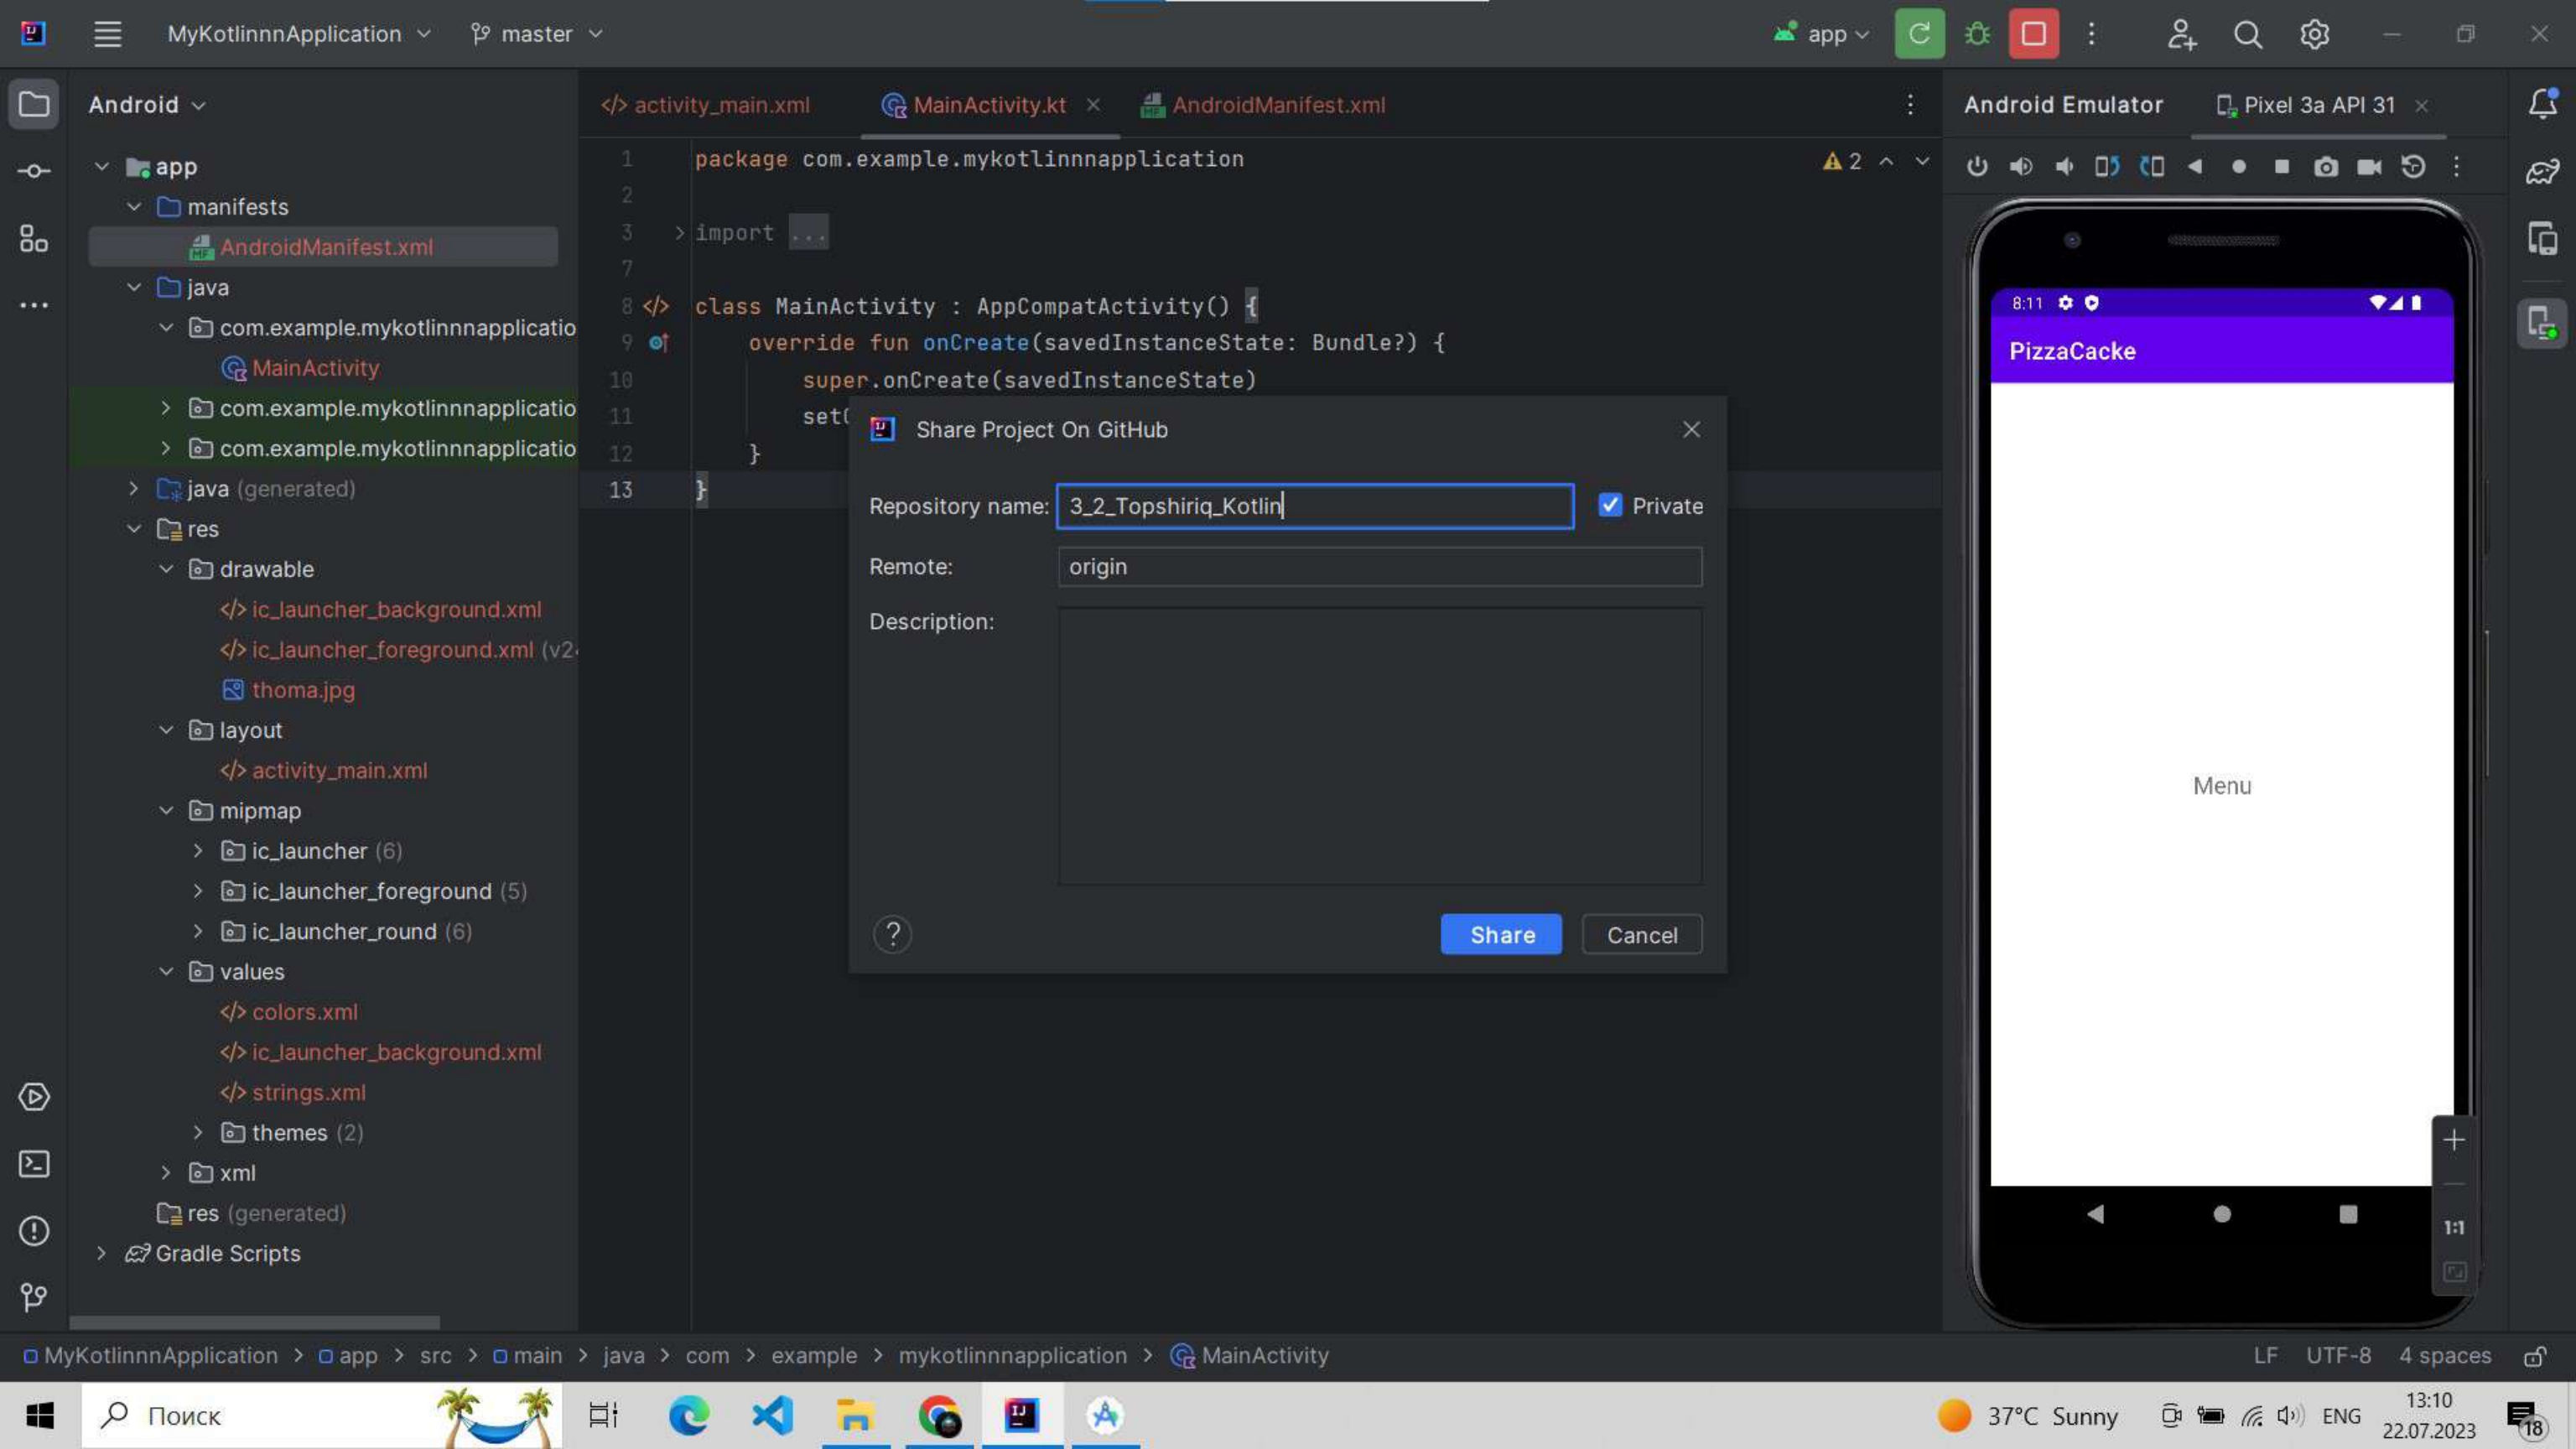 MyKotlinnnApplication
master
app
Android
activity_main.xml
MainActivity.kt
AndroidManifest.xml
Android Emulator
Pixel 3a API 31
app
manifests
AndroidManifest.xml
java
com.example.mykotlinnnapplicatio
MainActivity
com.example.mykotlinnnapplicatio
com.example.mykotlinnnapplicatio
java (generated)
res
drawable
ic_launcher_background.xml
ic_launcher_foreground.xml (v2
thoma.jpg
layout
activity_main.xml
mipmap
ic_launcher (6)
ic_launcher_foreground (5)
ic_launcher_round (6)
values
colors.xml
ic_launcher_background.xml
strings.xml
themes (2)
xml
res (generated)
Gradle Scripts
1 package com.example.mykotlinnnapplication
2
3 import ...
7
8 class MainActivity : AppCompatActivity() {
9 override fun onCreate(savedInstanceState: Bundle?) {
10 super.onCreate(savedInstanceState)
11 set
12 }
13 }
2
Share Project On GitHub
Repository name: 3_2_Topshiriq_Kotlin Private
Remote: origin
Description:
? Share Cancel
8:11
PizzaCacke
Menu
1:1
MyKotlinnnApplication > app > src > main > java > com > example > mykotlinnnapplication > MainActivity
LF UTF-8 4 spaces
Поиск
37°C Sunny
ENG
13:10
22.07.2023
18